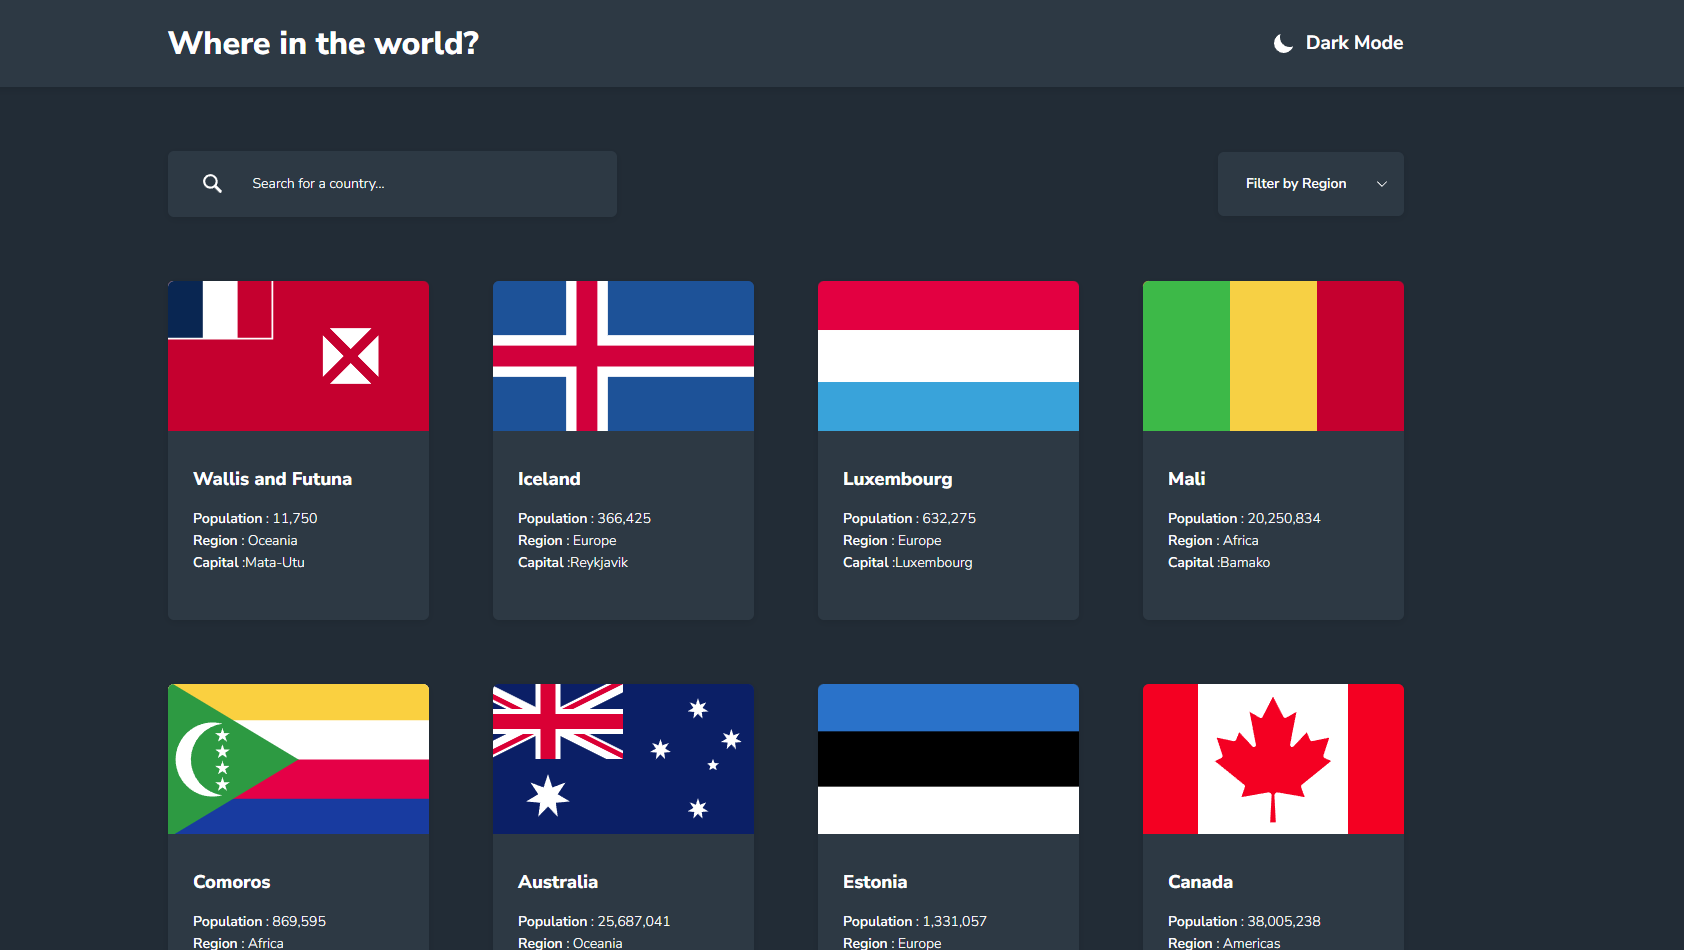 Where in the world?
Dark Mode
Search for a country...
Filter by Region
Wallis and Futuna
Population : 11,750
Region : Oceania
Capital :Mata-Utu
Iceland
Population : 366,425
Region : Europe
Capital :Reykjavik
Luxembourg
Population : 632,275
Region : Europe
Capital :Luxembourg
Mali
Population : 20,250,834
Region : Africa
Capital :Bamako
Comoros
Population : 869,595
Region : Africa
Australia
Population : 25,687,041
Region : Oceania
Estonia
Population : 1,331,057
Region : Europe
Canada
Population : 38,005,238
Region : Americas